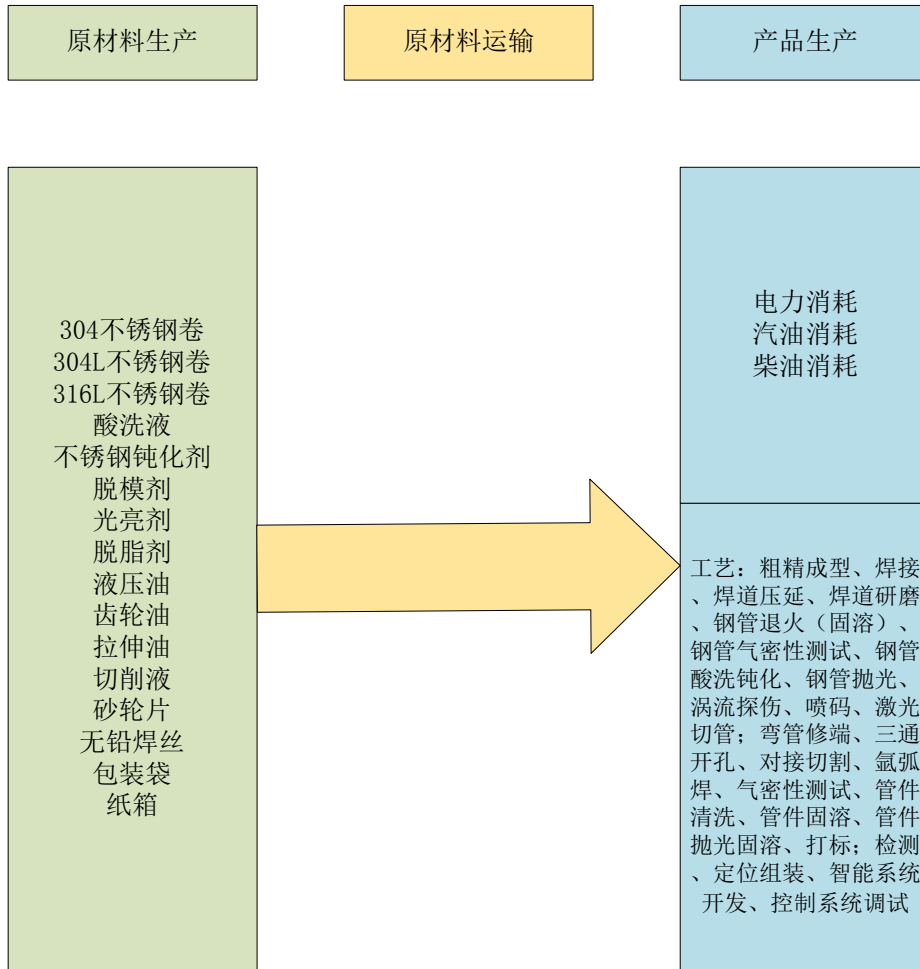 原材料生产
原材料运输
产品生产
304不锈钢卷
304L不锈钢卷
316L不锈钢卷
酸洗液
不锈钢钝化剂
脱模剂
光亮剂
脱脂剂
液压油
齿轮油
拉伸油
切削液
砂轮片
无铅焊丝
包装袋
纸箱
电力消耗
汽油消耗
柴油消耗
工艺：粗精成型、焊接
、焊道压延、焊道研磨
、钢管退火（固溶）、
钢管气密性测试、钢管
酸洗钝化、钢管抛光、
涡流探伤、喷码、激光
切管；弯管修端、三通
开孔、对接切割、氩弧
焊、气密性测试、管件
清洗、管件固溶、管件
抛光固溶、打标；检测
、定位组装、智能系统
开发、控制系统调试